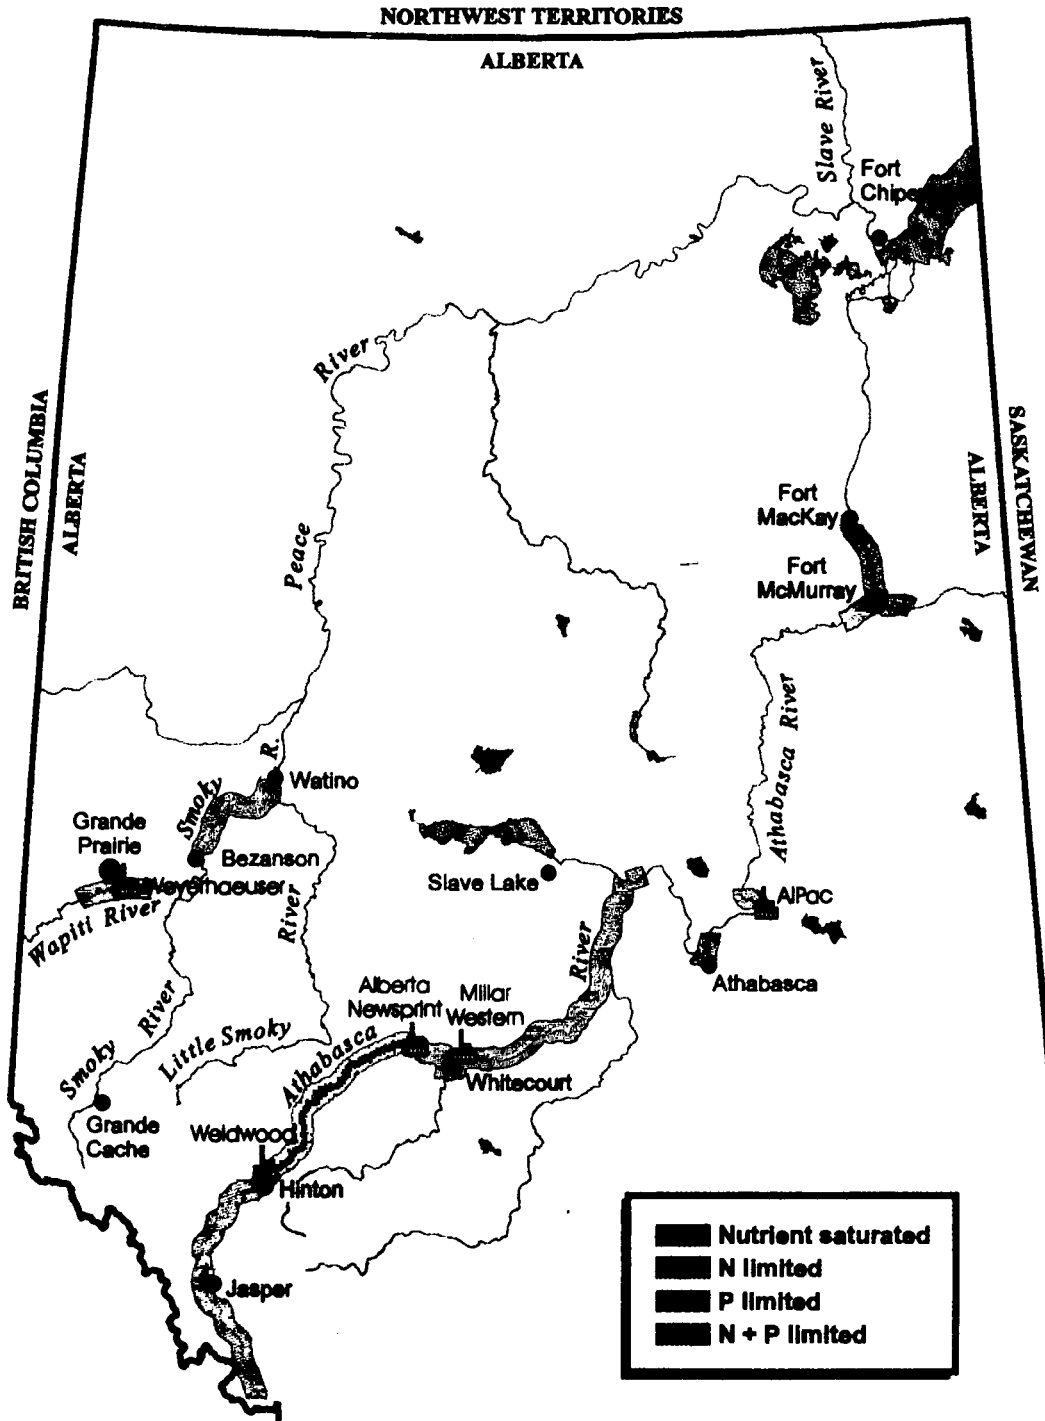 NORTHWEST TERRITORIES
ALBERTA
Slave River
Fort
River
BRITISH COLUMBIA
ALBERTA
SASKATCHEWAN
ALBERTA
Fort
MacKay
Fort
McMurray
Peace
Athabasca River
R.
Watino
Smoky
Grande
Prairie
Bezanson
Weyerhaeuser
Wapiti River
River
Slave Lake
AlPac
Athabasca
River
Alberta
Newsprint
Millar
Western
Whitecourt
River
Little Smoky
Athabasca
Smoky
Grande
Cache
Weldwood
Hinton
Jasper
Nutrient saturated
N limited
P limited
N + P limited